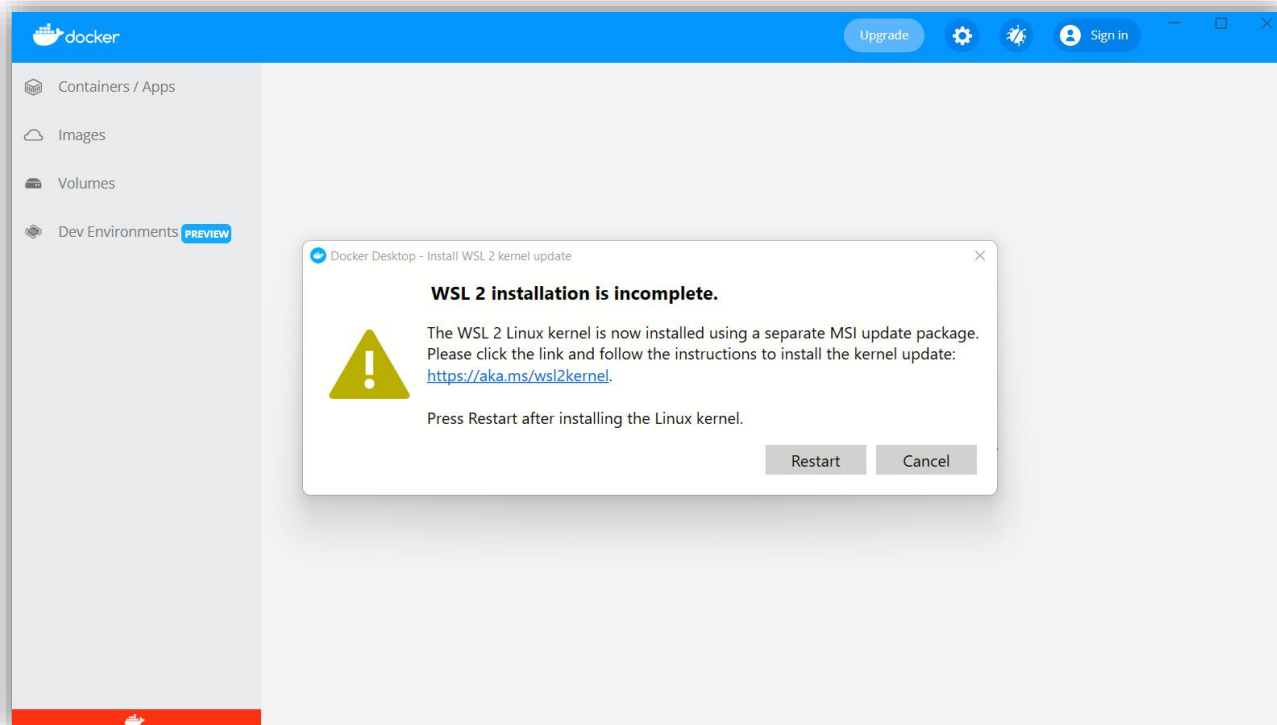 docker
Upgrade
Sign in
Containers / Apps
Images
Volumes
Dev Environments PREVIEW
Docker Desktop - Install WSL 2 kernel update
WSL 2 installation is incomplete.
The WSL 2 Linux kernel is now installed using a separate MSI update package.
Please click the link and follow the instructions to install the kernel update:
https://aka.ms/wsl2kernel.
Press Restart after installing the Linux kernel.
Restart
Cancel